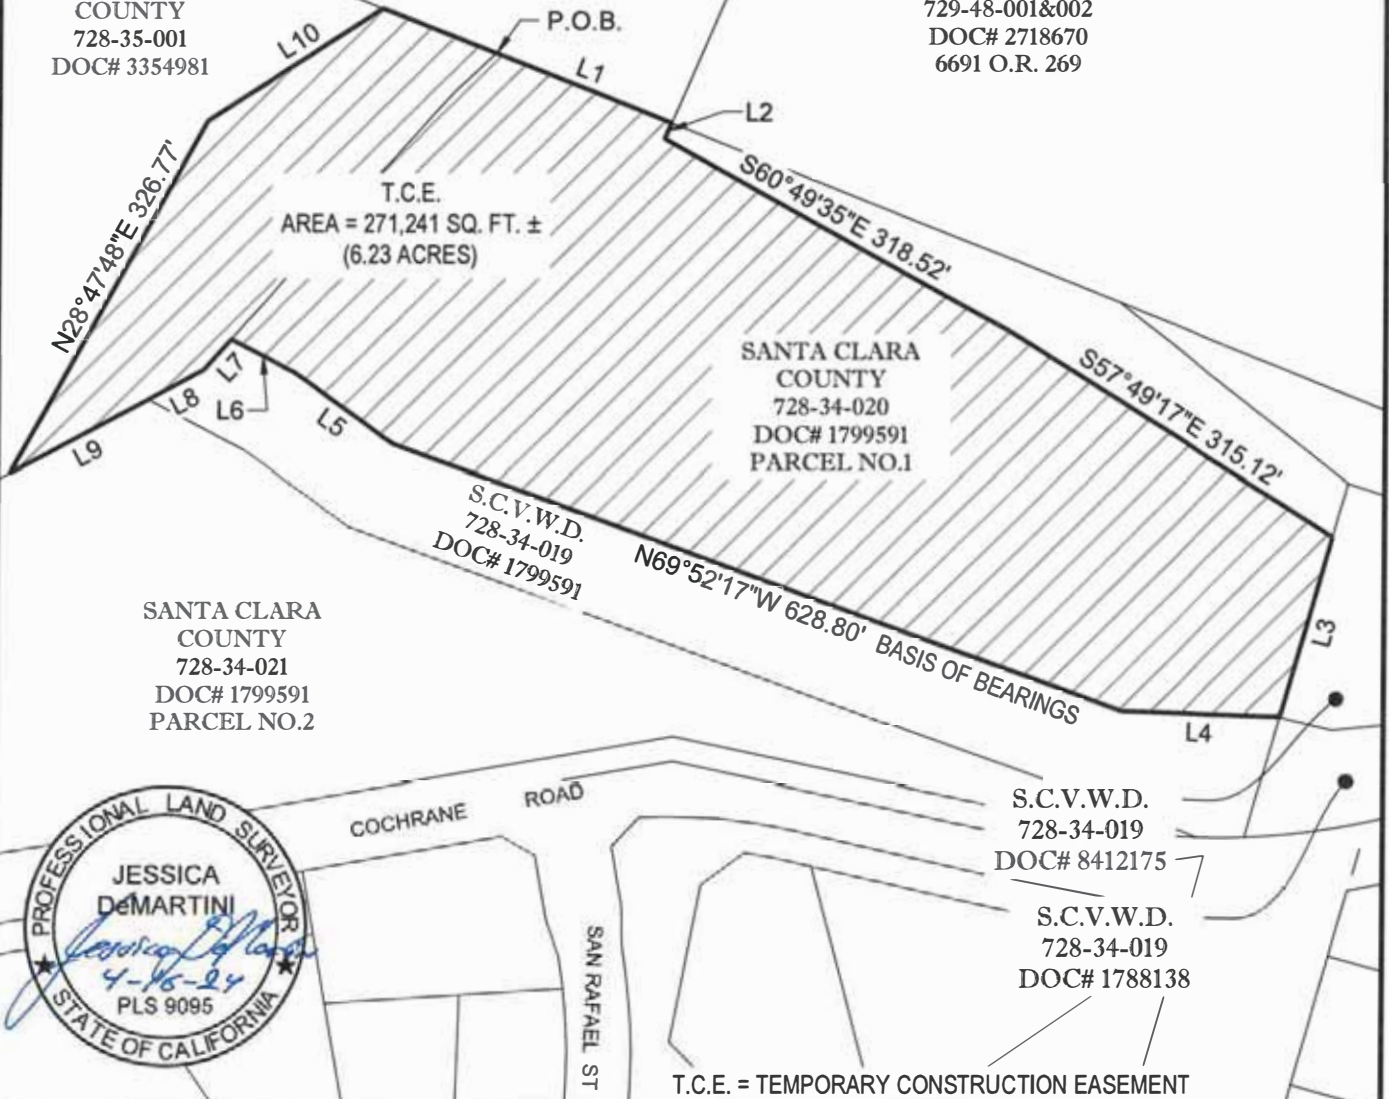 COUNTY
728-35-001
DOC# 3354981
729-48-001&002
DOC# 2718670
6691 O.R. 269
P.O.B.
L10
L1
L2
N28°47'48"E 326.77'
S60°49'35"E 318.52'
T.C.E.
AREA = 271,241 SQ. FT. ±
(6.23 ACRES)
SANTA CLARA
COUNTY
728-34-020
DOC# 1799591
PARCEL NO.1
S57°49'17"E 315.12'
L7
L8
L6
L5
L9
S.C.V.W.D.
728-34-019
DOC# 1799591
N69°52'17"W 628.80' BASIS OF BEARINGS
L3
L4
SANTA CLARA
COUNTY
728-34-021
DOC# 1799591
PARCEL NO.2
COCHRANE ROAD
S.C.V.W.D.
728-34-019
DOC# 8412175
S.C.V.W.D.
728-34-019
DOC# 1788138
SAN RAFAEL ST
PROFESSIONAL LAND SURVEYOR
JESSICA
DeMARTINI
Jessica DeMartini
4-16-24
PLS 9095
STATE OF CALIFORNIA
T.C.E. = TEMPORARY CONSTRUCTION EASEMENT